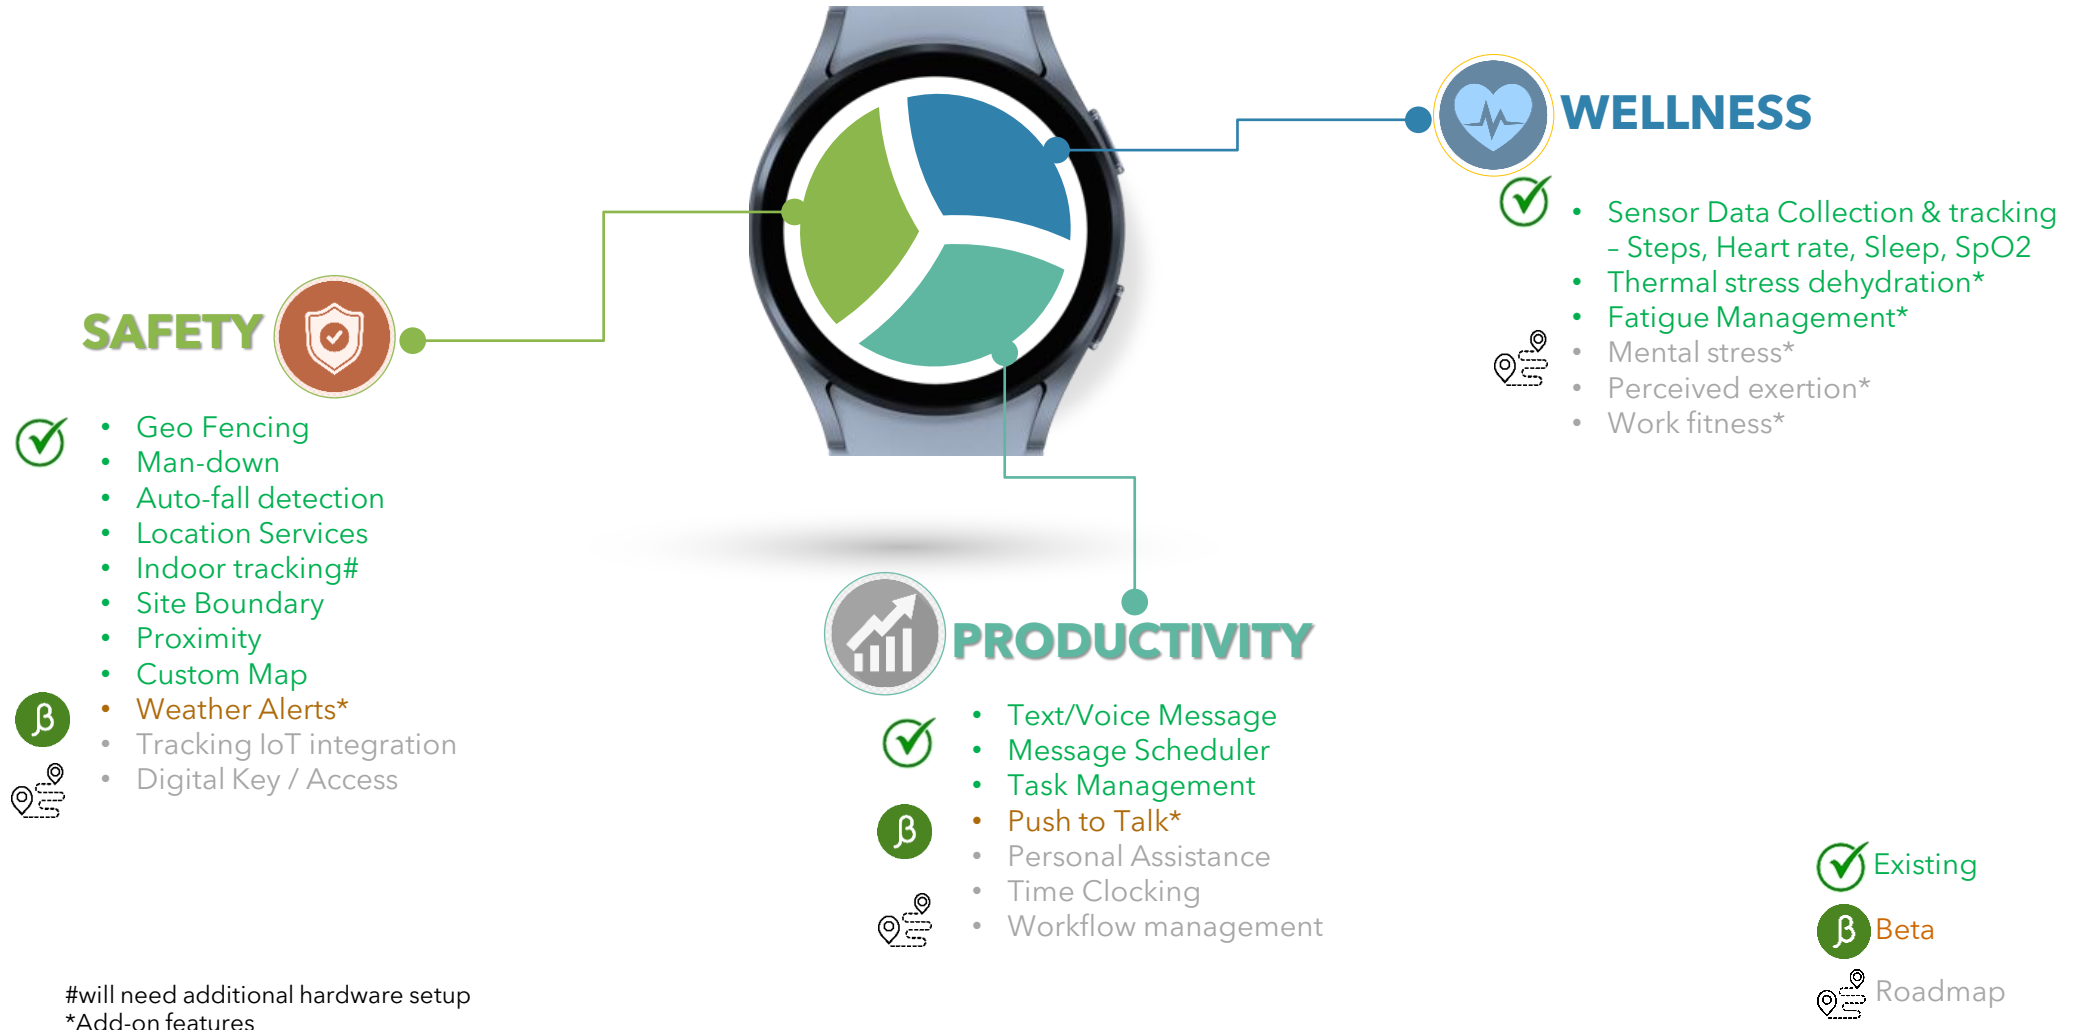 WELLNESS
• Sensor Data Collection & tracking
– Steps, Heart rate, Sleep, SpO2
• Thermal stress dehydration*
• Fatigue Management*
• Mental stress*
• Perceived exertion*
• Work fitness*
SAFETY
• Geo Fencing
• Man-down
• Auto-fall detection
• Location Services
• Indoor tracking#
• Site Boundary
• Proximity
• Custom Map
β
• Weather Alerts*
• Tracking IoT integration
• Digital Key / Access
PRODUCTIVITY
• Text/Voice Message
• Message Scheduler
• Task Management
β
• Push to Talk*
• Personal Assistance
• Time Clocking
• Workflow management
Existing
β Beta
Roadmap
#will need additional hardware setup
*Add-on features